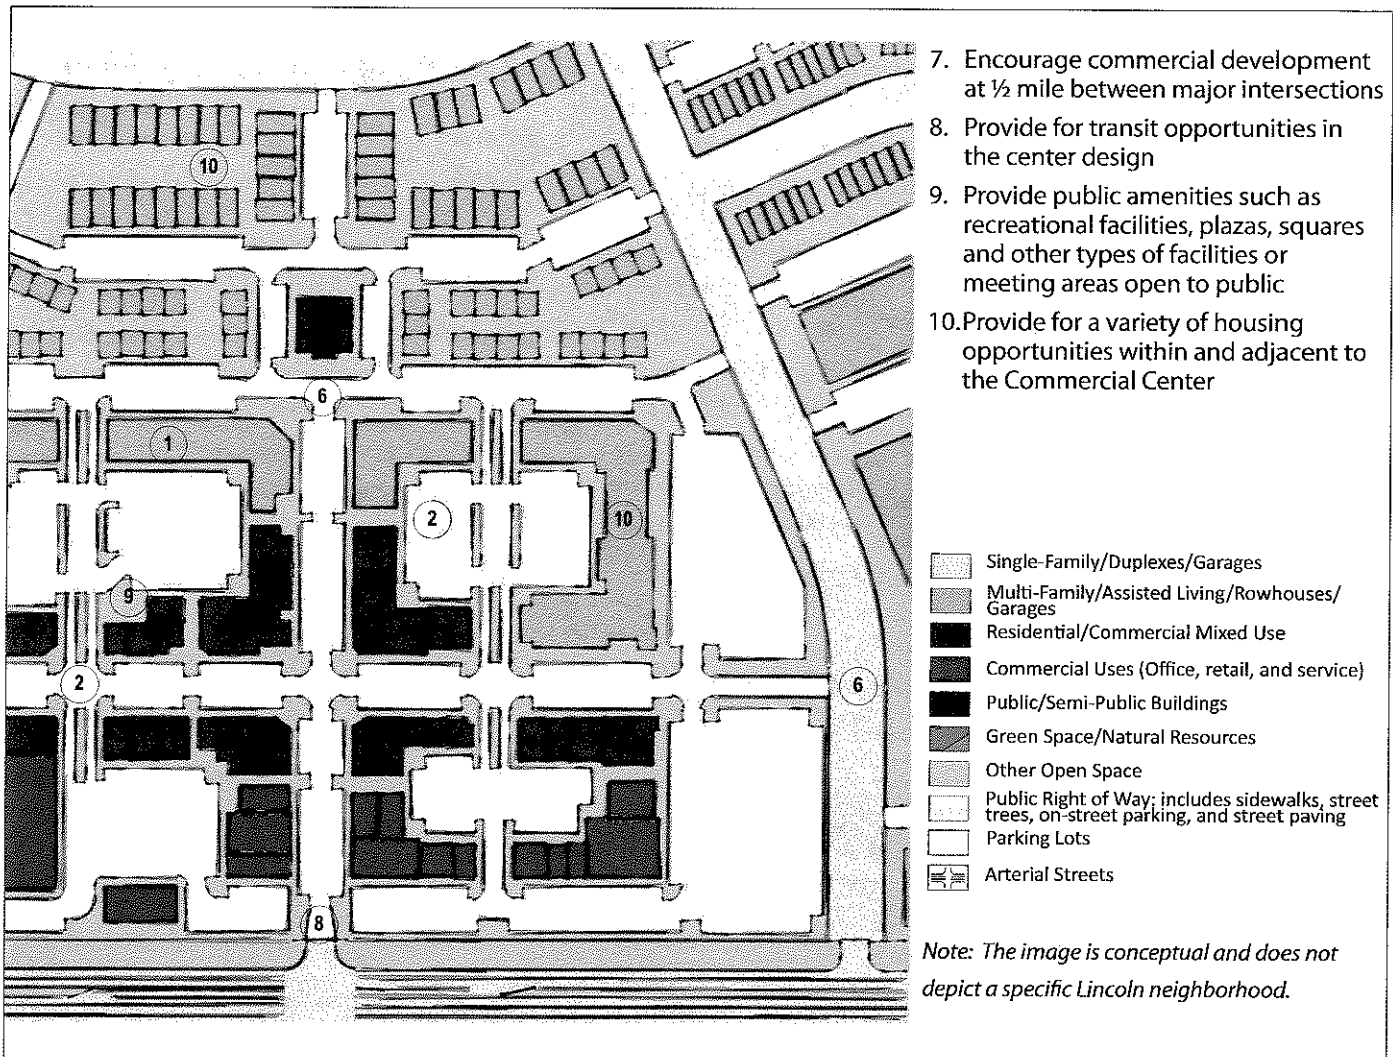 7. Encourage commercial development
at ½ mile between major intersections
8. Provide for transit opportunities in
the center design
9. Provide public amenities such as
recreational facilities, plazas, squares
and other types of facilities or
meeting areas open to public
10. Provide for a variety of housing
opportunities within and adjacent to
the Commercial Center
10
6
1
2
10
9
2
6
8
Single-Family/Duplexes/Garages
Multi-Family/Assisted Living/Rowhouses/
Garages
Residential/Commercial Mixed Use
Commercial Uses (Office, retail, and service)
Public/Semi-Public Buildings
Green Space/Natural Resources
Other Open Space
Public Right of Way; includes sidewalks, street
trees, on-street parking, and street paving
Parking Lots
Arterial Streets
Note: The image is conceptual and does not
depict a specific Lincoln neighborhood.